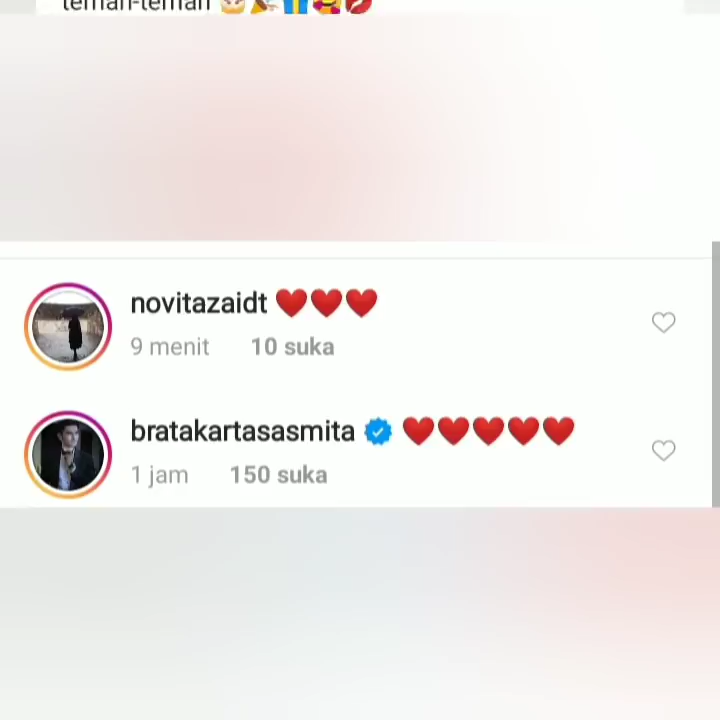 teman-teman 🎂🎉🎁🥰💋
novitazaidt ❤️❤️❤️
9 menit 10 suka
bratakartasasmita ❤️❤️❤️❤️❤️
1 jam 150 suka